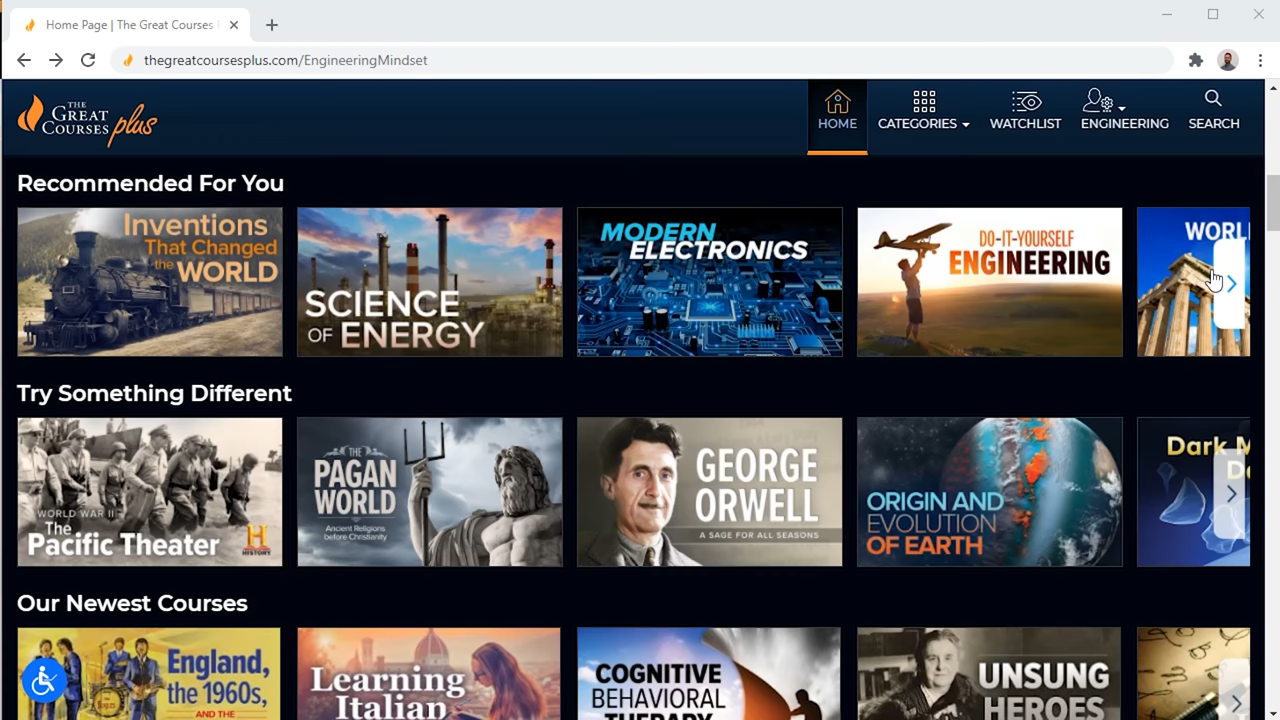 Home Page | The Great Courses
thegreatcoursesplus.com/EngineeringMindset
THE
GREAT
COURSES plus
HOME
CATEGORIES
WATCHLIST
ENGINEERING
SEARCH
Recommended For You
Inventions
That Changed
the WORLD
SCIENCE
OF ENERGY
MODERN
ELECTRONICS
DO-IT-YOURSELF
ENGINEERING
Try Something Different
WORLD WAR II
The
Pacific Theater
H
HISTORY
THE
PAGAN
WORLD
Ancient Religions
before Christianity
GEORGE
ORWELL
A SAGE FOR ALL SEASONS
ORIGIN AND
EVOLUTION
OF EARTH
Dark
Our Newest Courses
England,
the 1960s,
AND THE
Learning
Italian
COGNITIVE
BEHAVIORAL
THERAPY
UNSUNG
HEROES